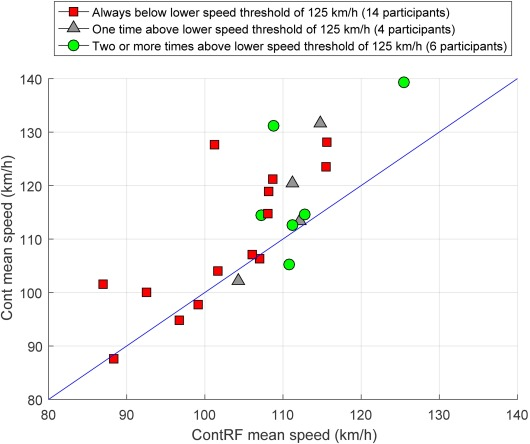 Always below lower speed threshold of 125 km/h (14 participants)
One time above lower speed threshold of 125 km/h (4 participants)
Two or more times above lower speed threshold of 125 km/h (6 participants)
140
130
120
110
100
90
80
Cont mean speed (km/h)
80 90 100 110 120 130 140
ContRF mean speed (km/h)